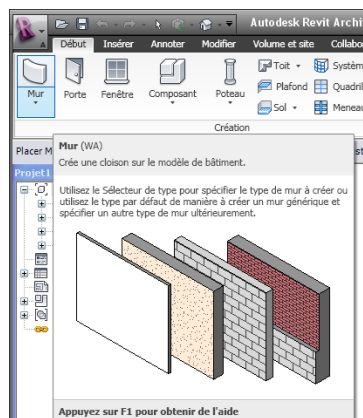 Autodesk Revit Archi
Début Insérer Annoter Modifier Volume et site Collabo
Mur Porte Fenêtre Composant Poteau
Toit Systèm
Plafond Quadril
Sol Meneau
Création
Placer M
Projet1
Mur (WA)
Crée une cloison sur le modèle de bâtiment.
Utilisez le Sélecteur de type pour spécifier le type de mur à créer ou
utilisez le type par défaut de manière à créer un mur générique et
spécifier un autre type de mur ultérieurement.
Appuyez sur F1 pour obtenir de l'aide